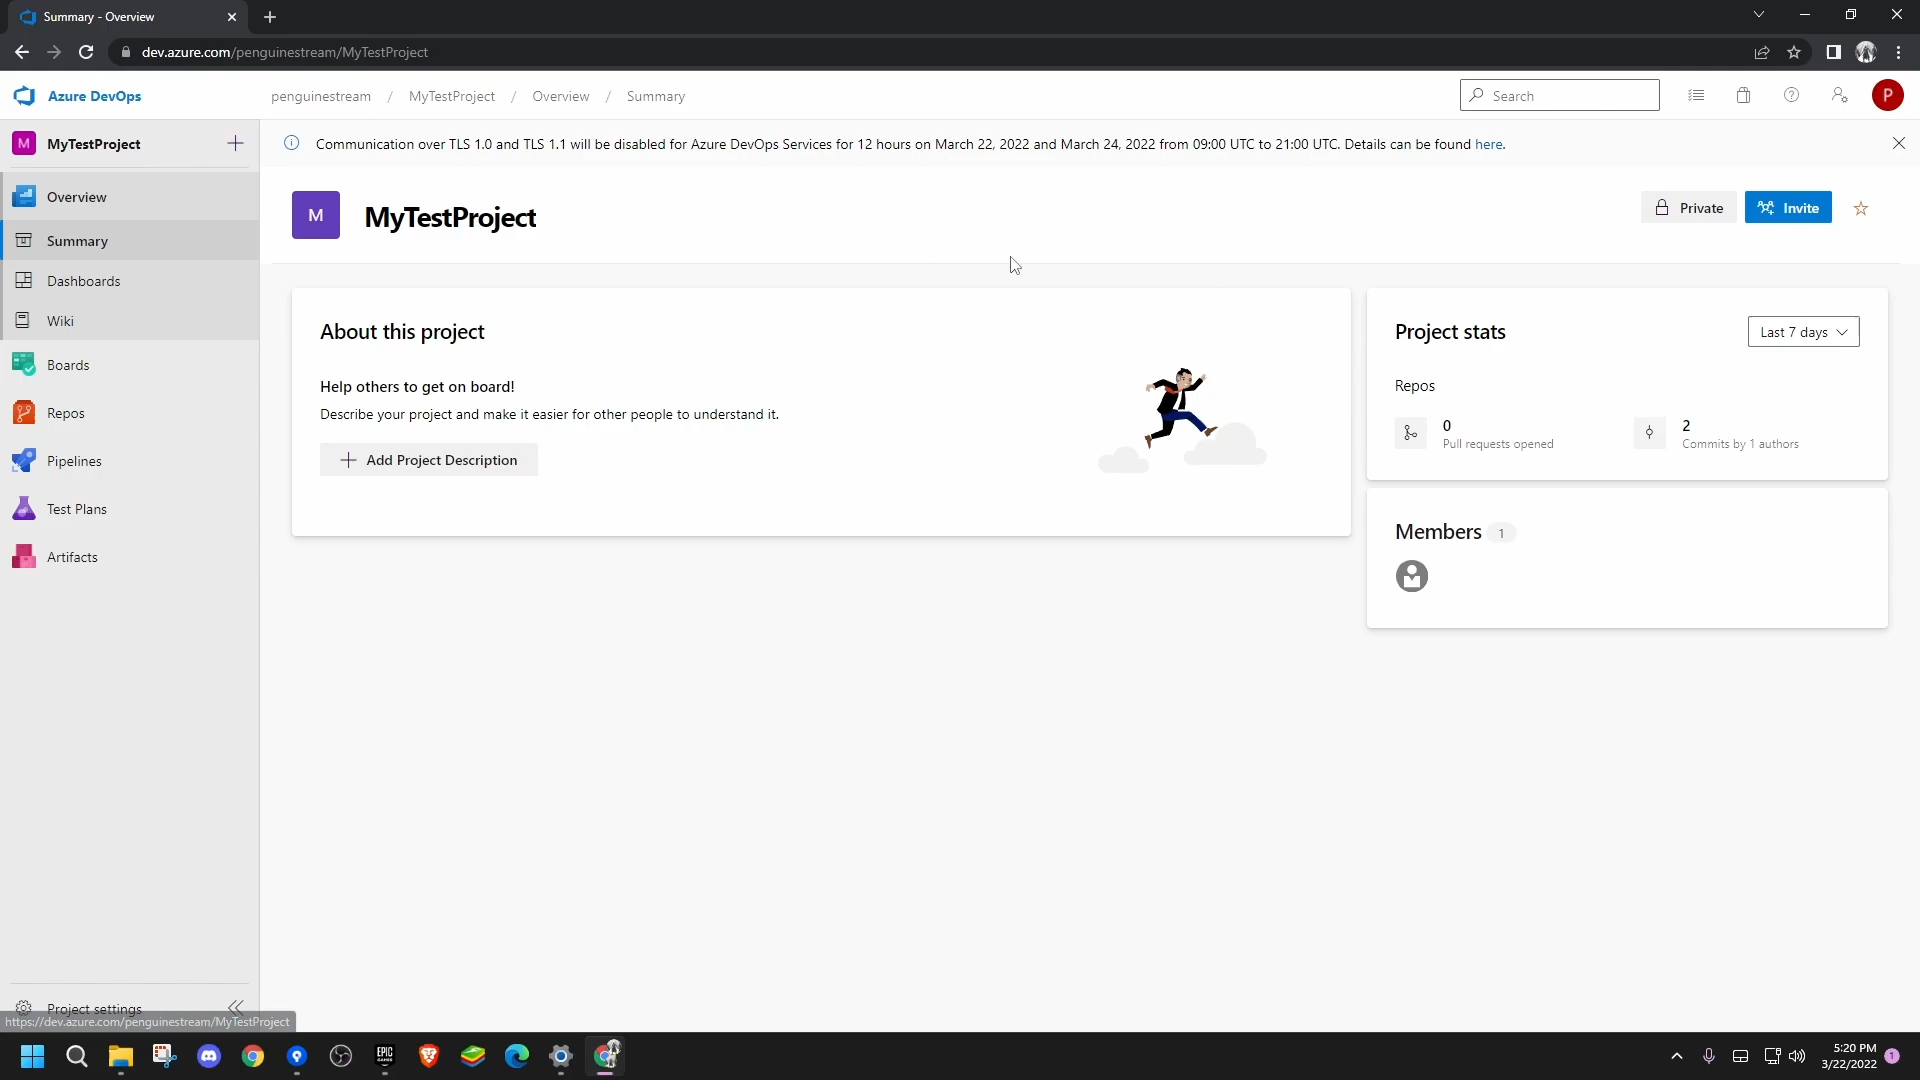 Summary - Overview
dev.azure.com/penguinestream/MyTestProject
Azure DevOps
penguinestream / MyTestProject / Overview / Summary
Search
P
M MyTestProject
Communication over TLS 1.0 and TLS 1.1 will be disabled for Azure DevOps Services for 12 hours on March 22, 2022 and March 24, 2022 from 09:00 UTC to 21:00 UTC. Details can be found here.
Overview
Summary
Dashboards
Wiki
Boards
Repos
Pipelines
Test Plans
Artifacts
Project settings
https://dev.azure.com/penguinestream/MyTestProject
M MyTestProject
Private
Invite
About this project
Help others to get on board!
Describe your project and make it easier for other people to understand it.
Add Project Description
Project stats
Last 7 days
Repos
0
Pull requests opened
2
Commits by 1 authors
Members 1
EPIC
GAMES
5:20 PM
3/22/2022
1